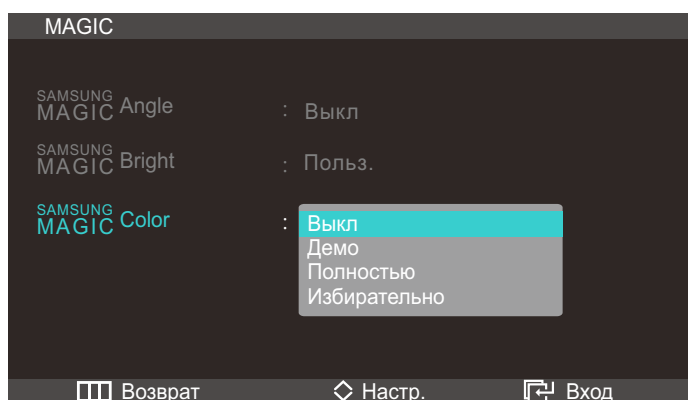 MAGIC
SAMSUNG
MAGIC Angle : Выкл
SAMSUNG
MAGIC Bright : Польз.
SAMSUNG
MAGIC Color : Выкл
Демо
Полностью
Избирательно
Возврат Настр. Вход